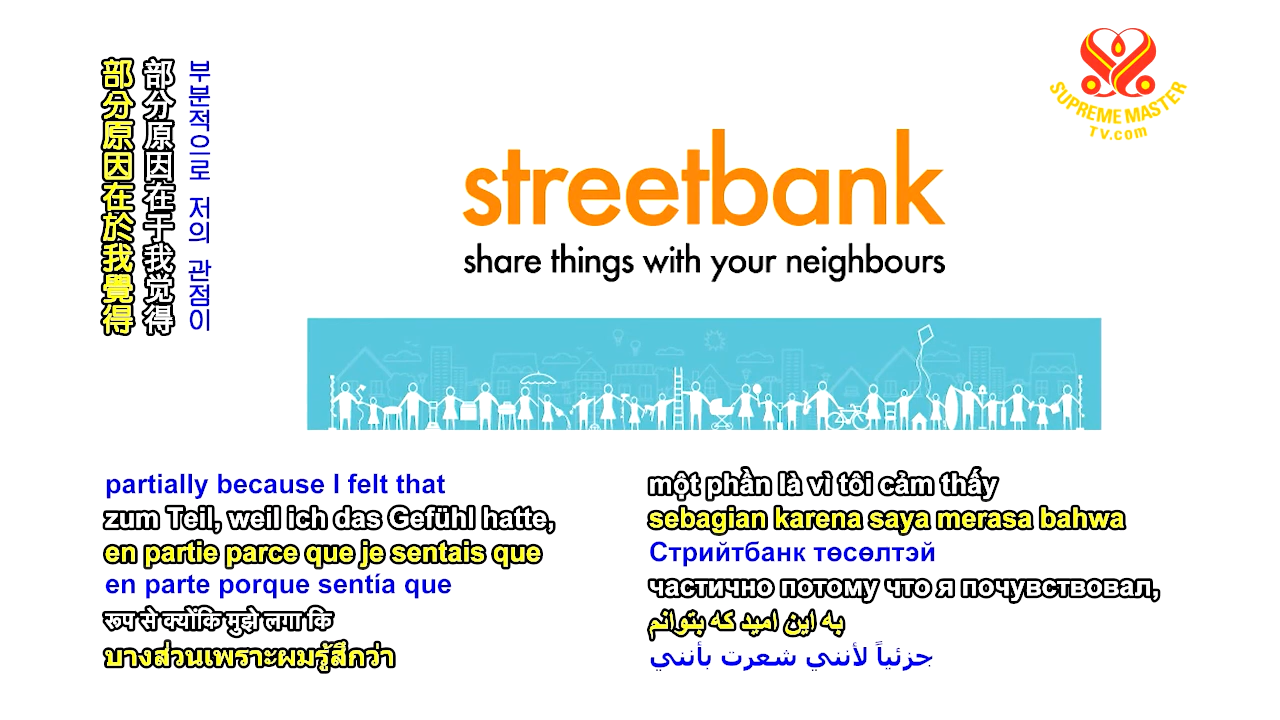 部分原因在於我覺得
部分原因在于我觉得
부분적으로 저의 관점이
SUPREME MASTER
TV.com
streetbank
share things with your neighbours
partially because I felt that
zum Teil, weil ich das Gefühl hatte,
en partie parce que je sentais que
en parte porque sentía que
रूप से क्योंकि मुझे लगा कि
บางส่วนเพราะผมรู้สึกว่า
một phần là vì tôi cảm thấy
sebagian karena saya merasa bahwa
Стрийтбанк төсөлтэй
частично потому что я почувствовал,
به این امید که بتوانم
جزئياً لأنني شعرت بأنني